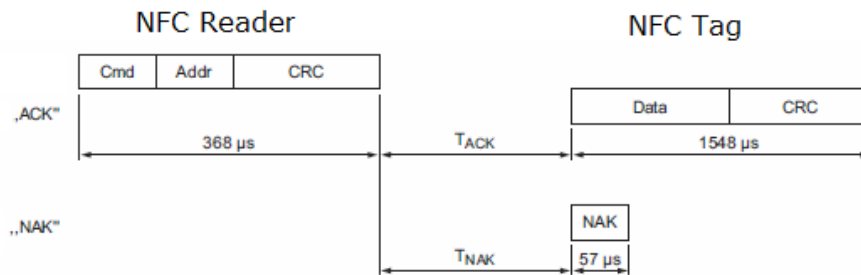 NFC Reader NFC Tag
Cmd Addr CRC
„ACK” Data CRC
368 µs TACK 1548 µs
„NAK” NAK
TNAK 57 µs